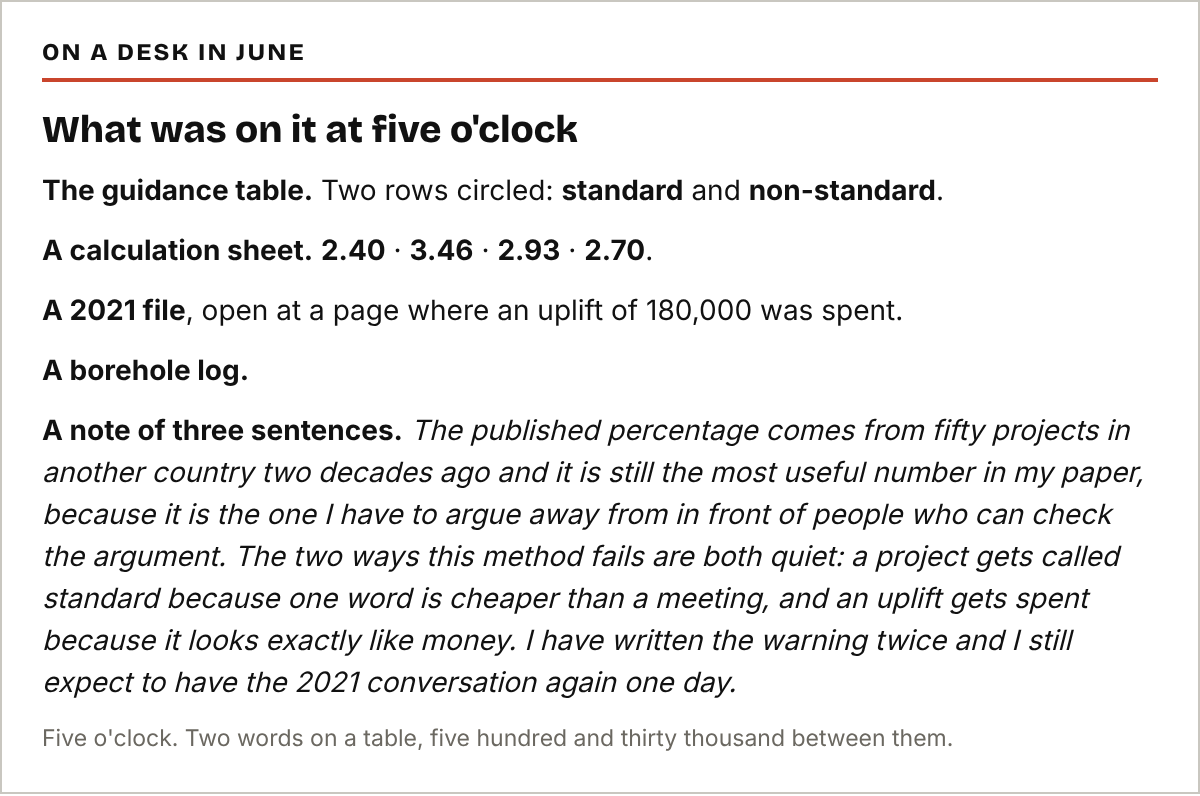 ON A DESK IN JUNE
What was on it at five o'clock
The guidance table. Two rows circled: standard and non-standard.
A calculation sheet. 2.40 · 3.46 · 2.93 · 2.70.
A 2021 file, open at a page where an uplift of 180,000 was spent.
A borehole log.
A note of three sentences. The published percentage comes from fifty projects in
another country two decades ago and it is still the most useful number in my paper,
because it is the one I have to argue away from in front of people who can check
the argument. The two ways this method fails are both quiet: a project gets called
standard because one word is cheaper than a meeting, and an uplift gets spent
because it looks exactly like money. I have written the warning twice and I still
expect to have the 2021 conversation again one day.
Five o'clock. Two words on a table, five hundred and thirty thousand between them.